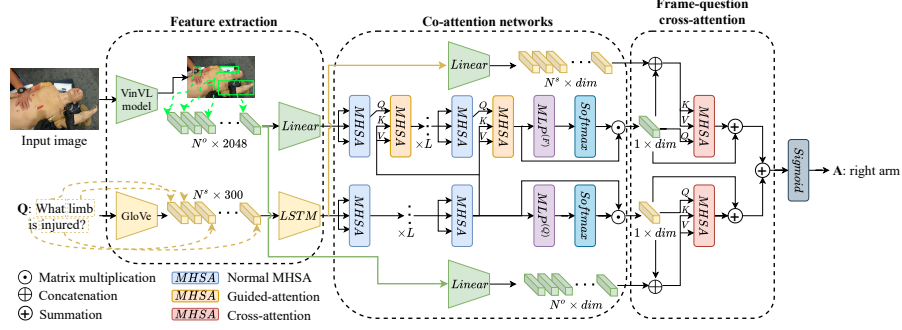 Feature extraction
Co-attention networks
Frame-question
cross-attention
VinVL
model
Input image
N^o × 2048
Linear
MHSA
Q
K
V
MHSA
×L
MHSA
Q
K
V
MHSA
MLP^(F)
Softmax
Linear
N^s × dim
1 × dim
K
V
Q
MHSA
Sigmoid
A: right arm
Q: What limb
is injured?
GloVe
N^s × 300
LSTM
MHSA
×L
MHSA
MLP^(Q)
Softmax
1 × dim
Q
K
V
MHSA
Linear
N^o × dim
Matrix multiplication
Concatenation
Summation
MHSA Normal MHSA
MHSA Guided-attention
MHSA Cross-attention